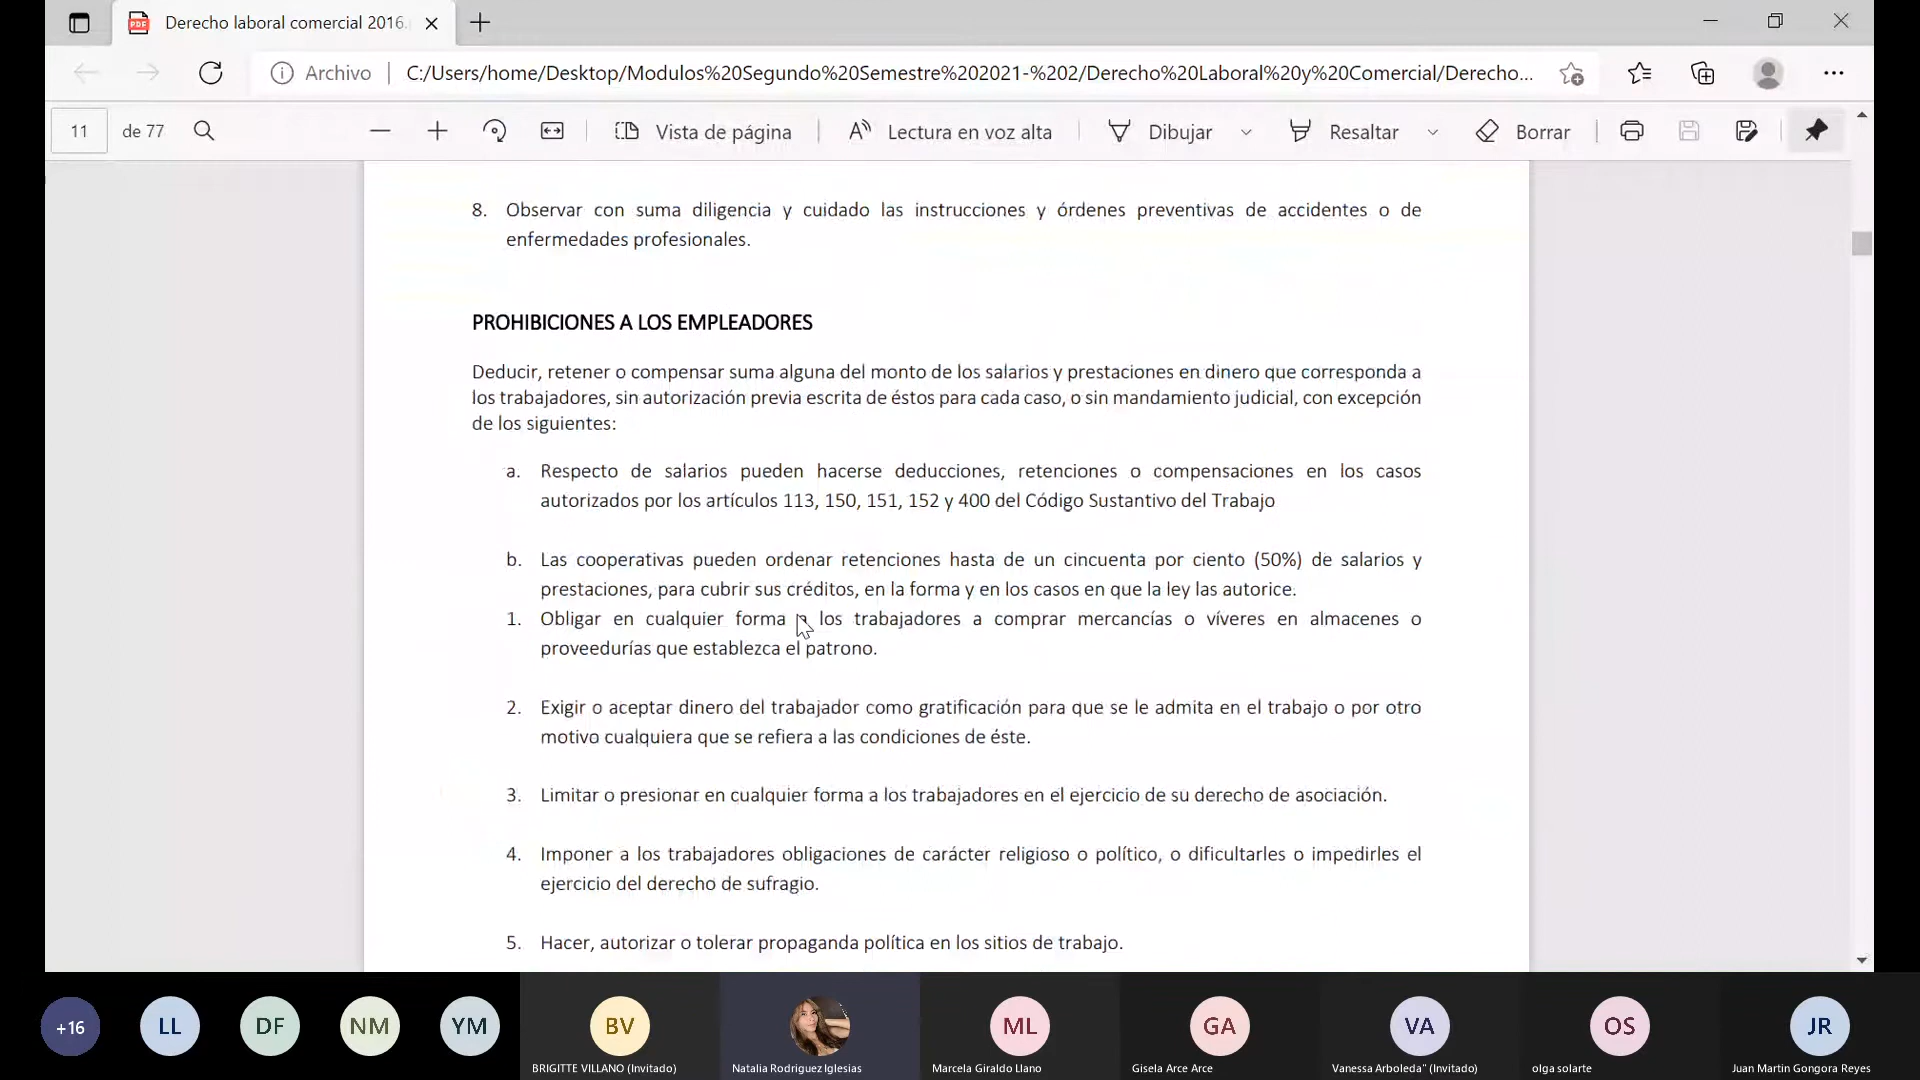 Derecho laboral comercial 2016.
Archivo
C:/Users/home/Desktop/Modulos%20Segundo%20Semestre%202021-%202/Derecho%20Laboral%20y%20Comercial/Derecho...
11 de 77
Vista de página
Lectura en voz alta
Dibujar
Resaltar
Borrar
8. Observar con suma diligencia y cuidado las instrucciones y órdenes preventivas de accidentes o de
enfermedades profesionales.
PROHIBICIONES A LOS EMPLEADORES
Deducir, retener o compensar suma alguna del monto de los salarios y prestaciones en dinero que corresponda a
los trabajadores, sin autorización previa escrita de éstos para cada caso, o sin mandamiento judicial, con excepción
de los siguientes:
a. Respecto de salarios pueden hacerse deducciones, retenciones o compensaciones en los casos
autorizados por los artículos 113, 150, 151, 152 y 400 del Código Sustantivo del Trabajo
b. Las cooperativas pueden ordenar retenciones hasta de un cincuenta por ciento (50%) de salarios y
prestaciones, para cubrir sus créditos, en la forma y en los casos en que la ley las autorice.
1. Obligar en cualquier forma a los trabajadores a comprar mercancías o víveres en almacenes o
proveedurías que establezca el patrono.
2. Exigir o aceptar dinero del trabajador como gratificación para que se le admita en el trabajo o por otro
motivo cualquiera que se refiera a las condiciones de éste.
3. Limitar o presionar en cualquier forma a los trabajadores en el ejercicio de su derecho de asociación.
4. Imponer a los trabajadores obligaciones de carácter religioso o político, o dificultarles o impedirles el
ejercicio del derecho de sufragio.
5. Hacer, autorizar o tolerar propaganda política en los sitios de trabajo.
+16
LL
DF
NM
YM
BV
ML
GA
VA
OS
JR
BRIGITTE VILLANO (Invitado)
Natalia Rodriguez Iglesias
Marcela Giraldo Llano
Gisela Arce Arce
Vanessa Arboleda" (Invitado)
olga solarte
Juan Martin Gongora Reyes